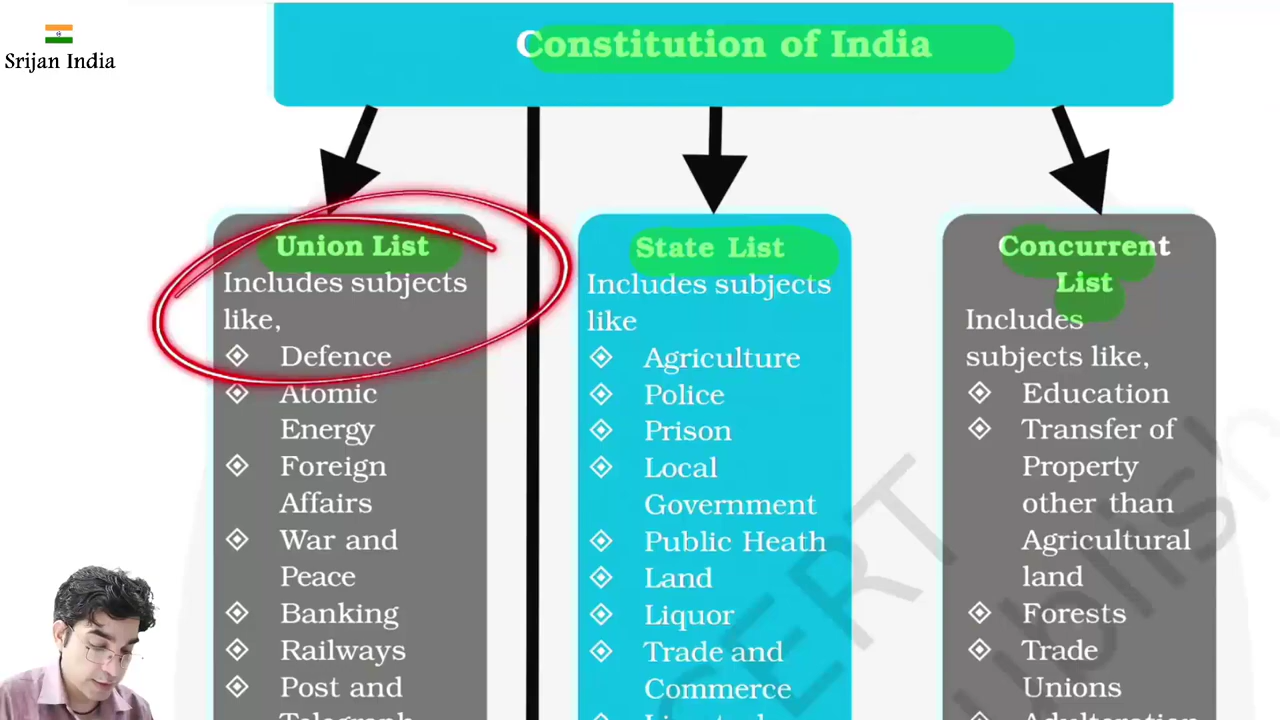 Srijan India
Constitution of India
Union List
Includes subjects
like,
Defence
Atomic
Energy
Foreign
Affairs
War and
Peace
Banking
Railways
Post and
Telegraph
State List
Includes subjects
like
Agriculture
Police
Prison
Local
Government
Public Heath
Land
Liquor
Trade and
Commerce
Concurrent
List
Includes
subjects like,
Education
Transfer of
Property
other than
Agricultural
land
Forests
Trade
Unions
Adulteration